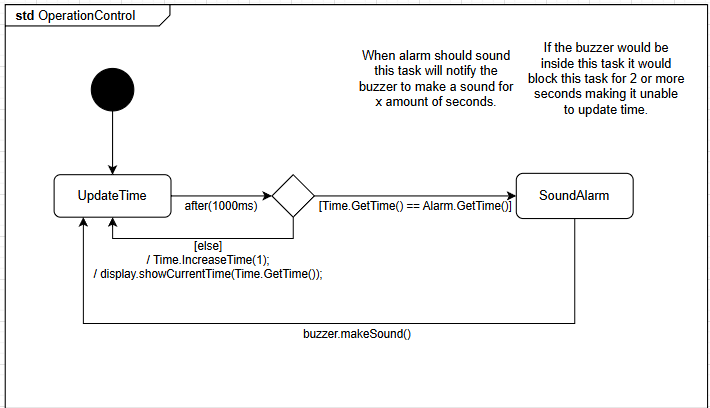 std OperationControl
When alarm should sound
this task will notify the
buzzer to make a sound for
x amount of seconds.
If the buzzer would be
inside this task it would
block this task for 2 or more
seconds making it unable
to update time.
UpdateTime
after(1000ms)
[Time.GetTime() == Alarm.GetTime()]
SoundAlarm
[else]
/ Time.IncreaseTime(1);
/ display.showCurrentTime(Time.GetTime());
buzzer.makeSound()